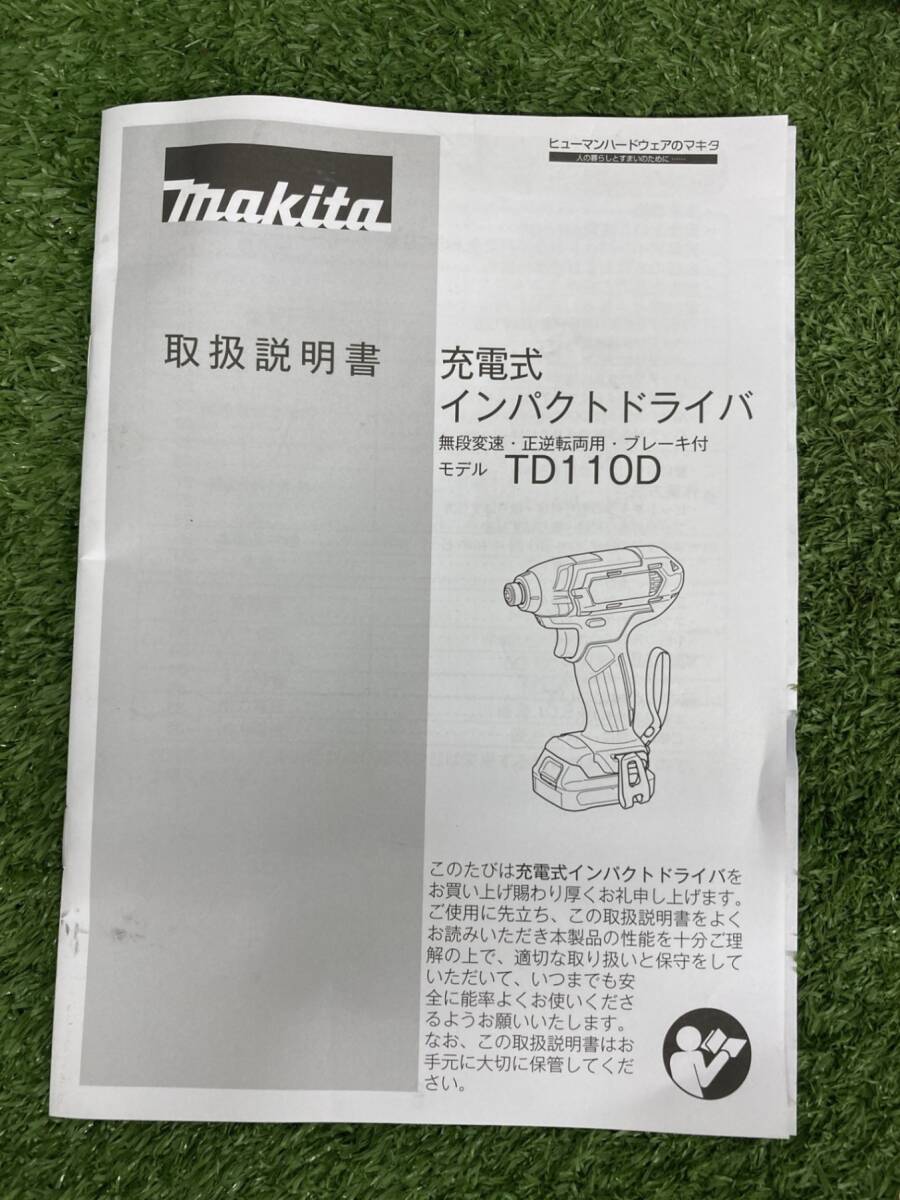 makita
ヒューマンハードウェアのマキタ
人の暮らしとすまいのために……
取扱説明書
充電式
インパクトドライバ
無段変速・正逆転両用・ブレーキ付
モデル TD110D
このたびは充電式インパクトドライバを
お買い上げ賜わり厚くお礼申し上げます。
ご使用に先立ち、この取扱説明書をよく
お読みいただき本製品の性能を十分ご理
解の上で、適切な取り扱いと保守をして
いただいて、いつまでも安
全に能率よくお使いくださ
るようお願いいたします。
なお、この取扱説明書はお
手元に大切に保管してくだ
さい。